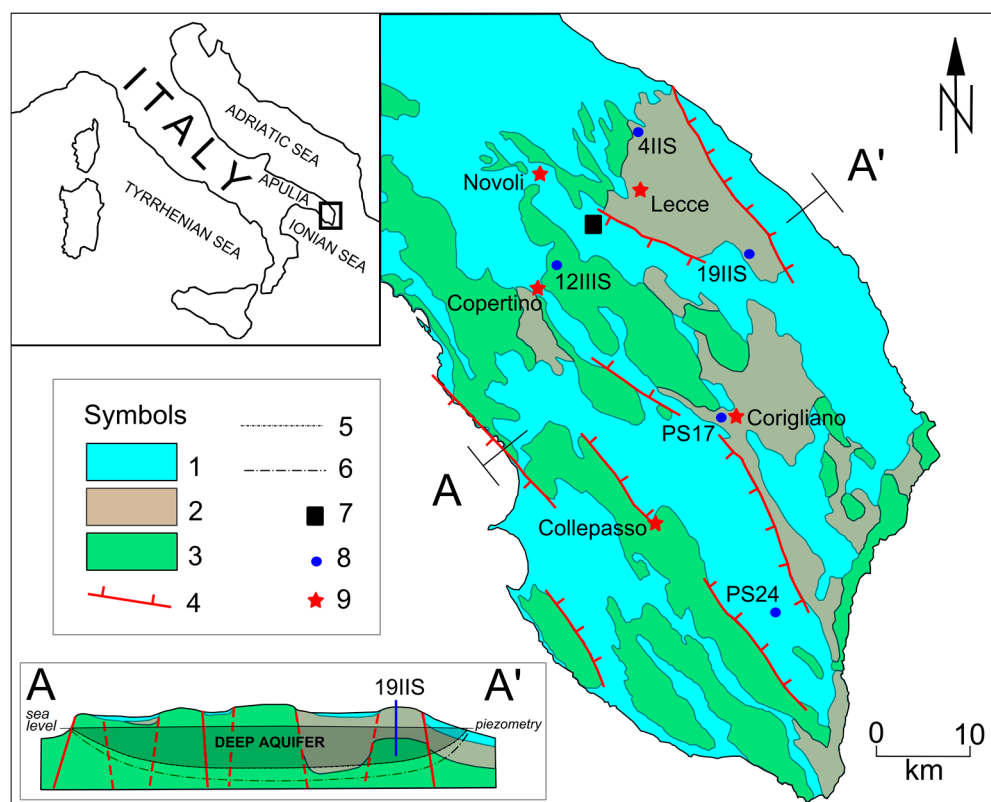 ITALY
ADRIATIC SEA
APULIA
TYRRHENIAN SEA
IONIAN SEA
N
A'
4IIS
Novoli
Lecce
19IIS
12IIIS
Copertino
PS17
Corigliano
A
Collepasso
PS24
0 10
km
Symbols
1
2
3
4
5
6
7
8
9
A
A'
19IIS
sea
level
piezometry
DEEP AQUIFER